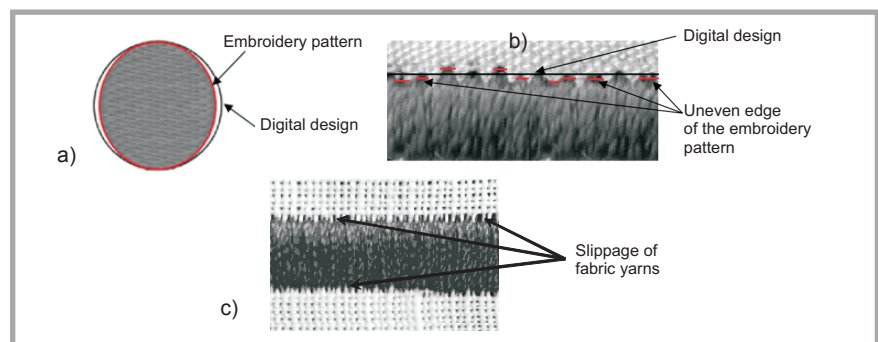 Embroidery pattern
Digital design
a)
b)
Digital design
Uneven edge
of the embroidery
pattern
c)
Slippage of
fabric yarns